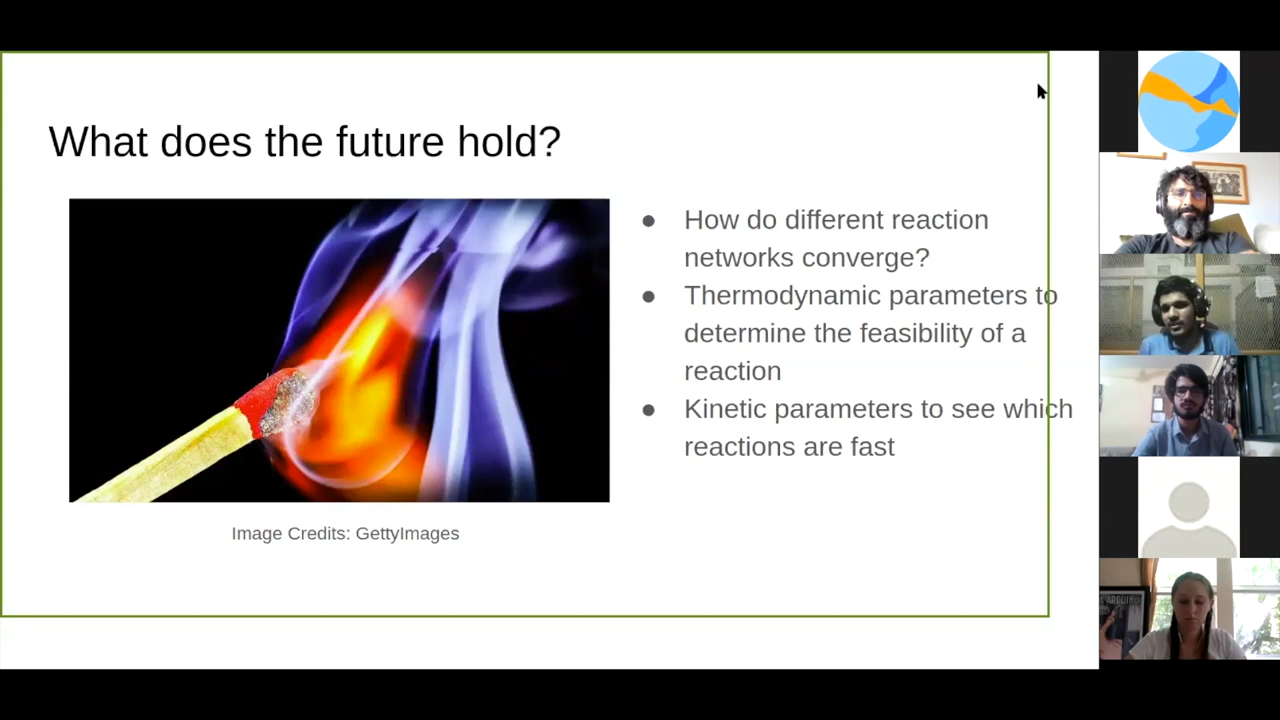 What does the future hold?
● How do different reaction
networks converge?
● Thermodynamic parameters to
determine the feasibility of a
reaction
● Kinetic parameters to see which
reactions are fast
Image Credits: GettyImages
ARDUINO